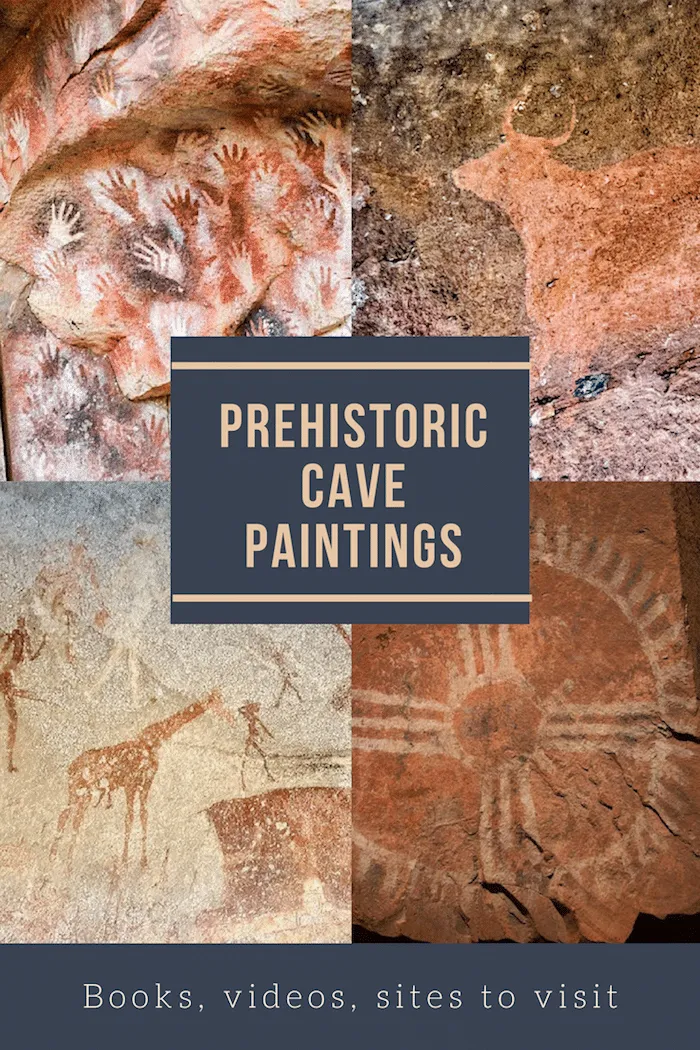 PREHISTORIC
CAVE
PAINTINGS
Books, videos, sites to visit